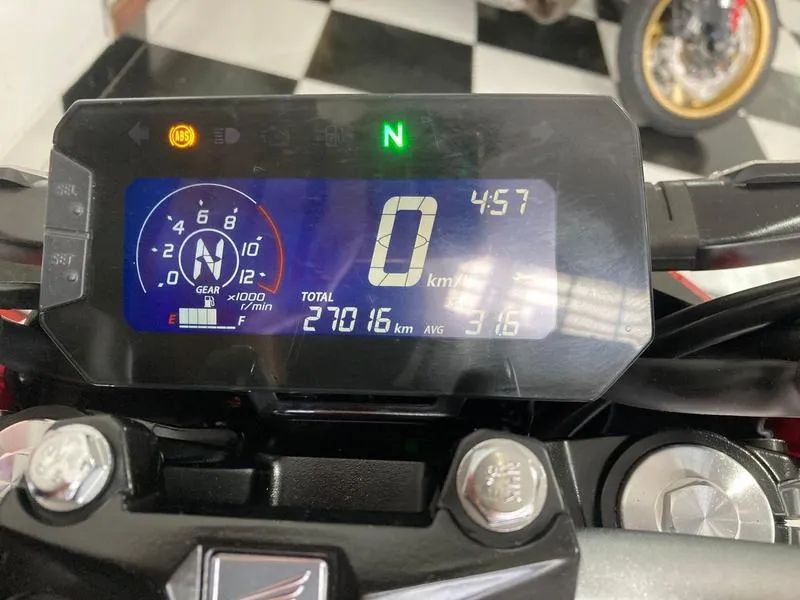 ABS
N
SEL
SET
4:57
0
km/
6
4 8
2 N 10
0 12
GEAR
x1000
r/min
E F
TOTAL
27016 km AVG 31.6